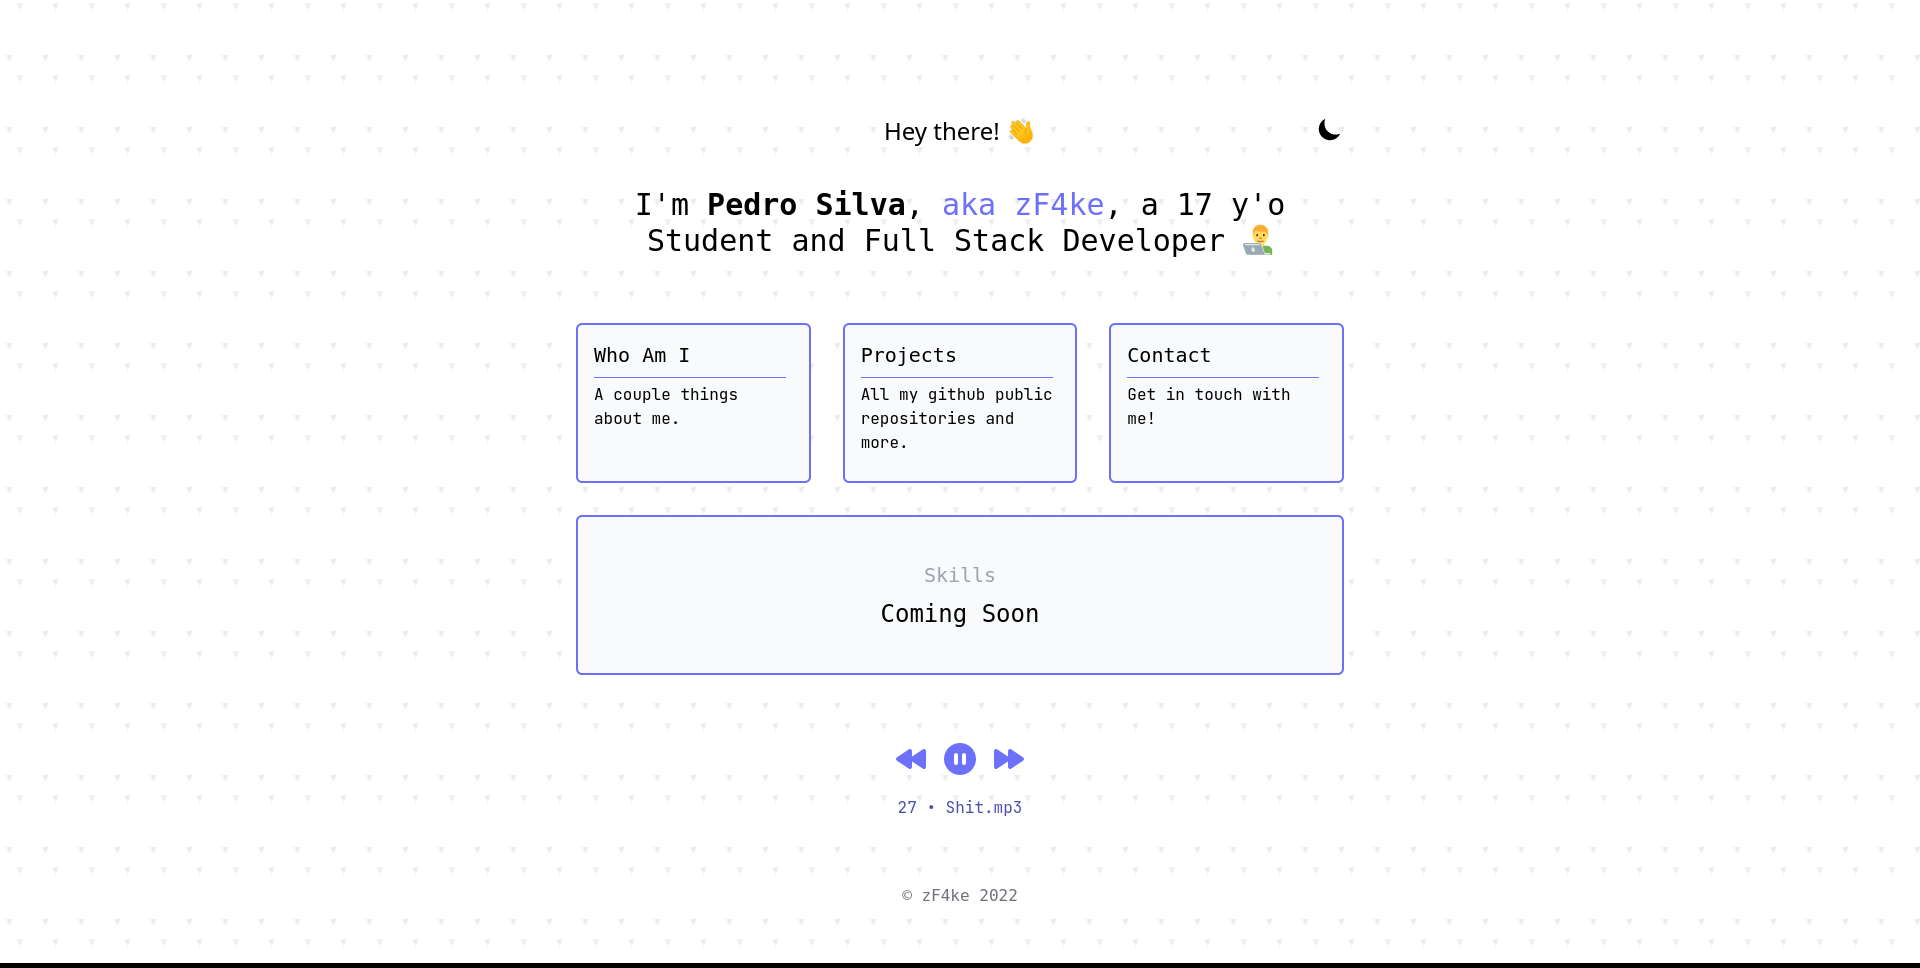 Hey there! 👋
I'm Pedro Silva, aka zF4ke, a 17 y'o
Student and Full Stack Developer 👨‍💻
Who Am I
A couple things
about me.
Projects
All my github public
repositories and
more.
Contact
Get in touch with
me!
Skills
Coming Soon
27 • Shit.mp3
© zF4ke 2022